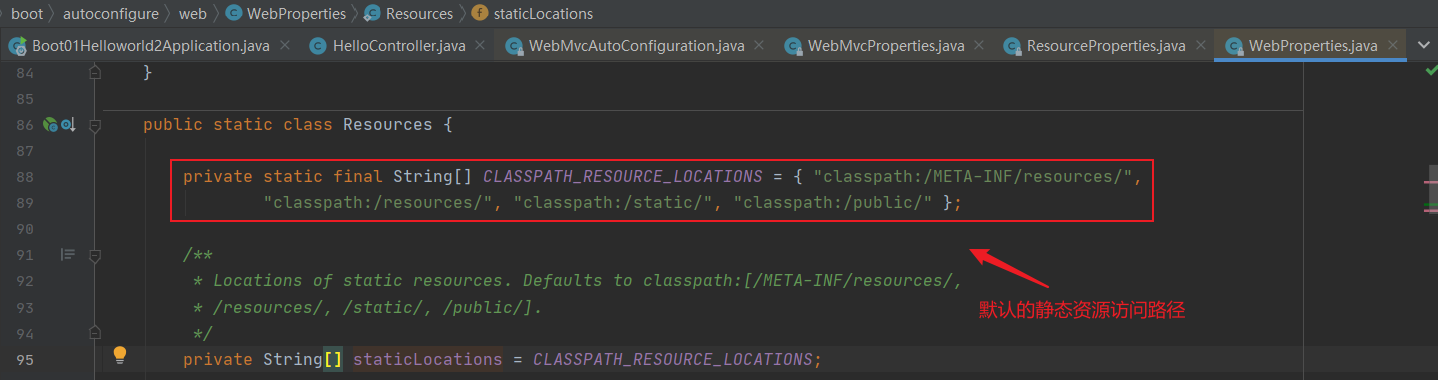 boot autoconfigure web WebProperties Resources staticLocations
Boot01Helloworld2Application.java HelloController.java WebMvcAutoConfiguration.java WebMvcProperties.java ResourceProperties.java WebProperties.java
84 }
85
86 public static class Resources {
87
88 private static final String[] CLASSPATH_RESOURCE_LOCATIONS = { "classpath:/META-INF/resources/",
89 "classpath:/resources/", "classpath:/static/", "classpath:/public/" };
90
91 /**
92 * Locations of static resources. Defaults to classpath:[/META-INF/resources/,
93 * /resources/, /static/, /public/].
默认的静态资源访问路径
94 */
95 private String[] staticLocations = CLASSPATH_RESOURCE_LOCATIONS;